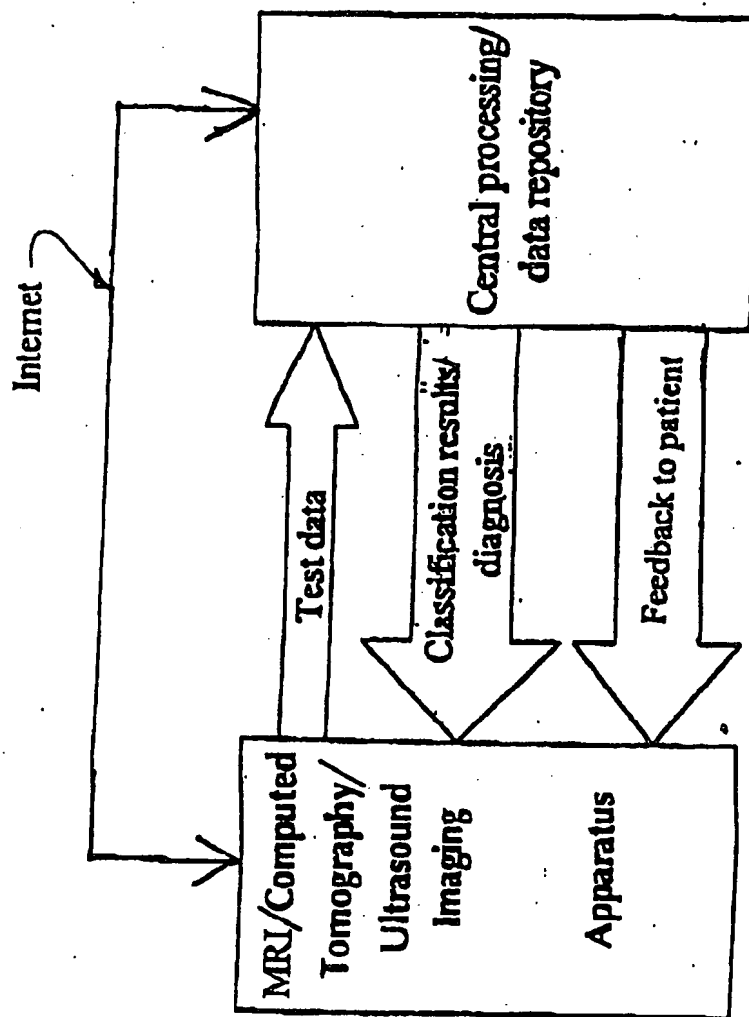 Internet
MRI/Computed
Tomography/
Ultrasound
Imaging
Apparatus
Test data
Classification results/
diagnosis
Feedback to patient
Central processing/
data repository